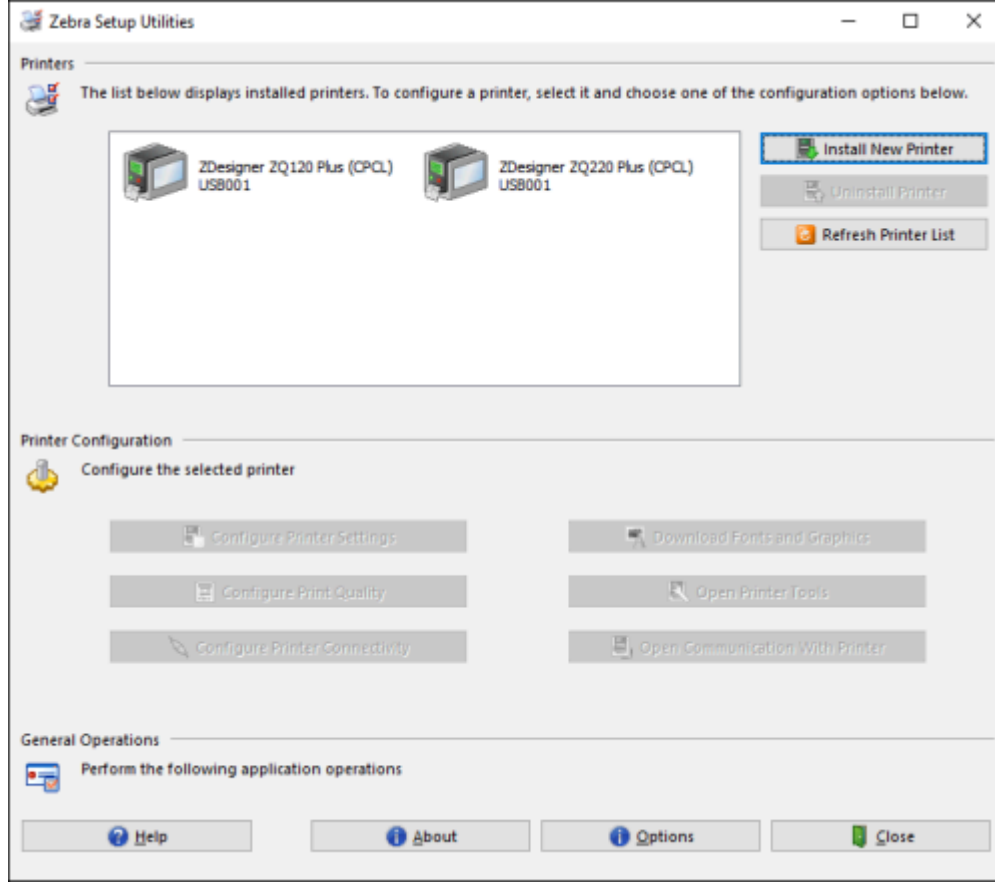 Zebra Setup Utilities
Printers
The list below displays installed printers. To configure a printer, select it and choose one of the configuration options below.
ZDesigner ZQ120 Plus (CPCL)
USB001
ZDesigner ZQ220 Plus (CPCL)
USB001
Install New Printer
Uninstall Printer
Refresh Printer List
Printer Configuration
Configure the selected printer
Configure Printer Settings
Download Fonts and Graphics
Configure Print Quality
Open Printer Tools
Configure Printer Connectivity
Open Communication With Printer
General Operations
Perform the following application operations
Help
About
Options
Close